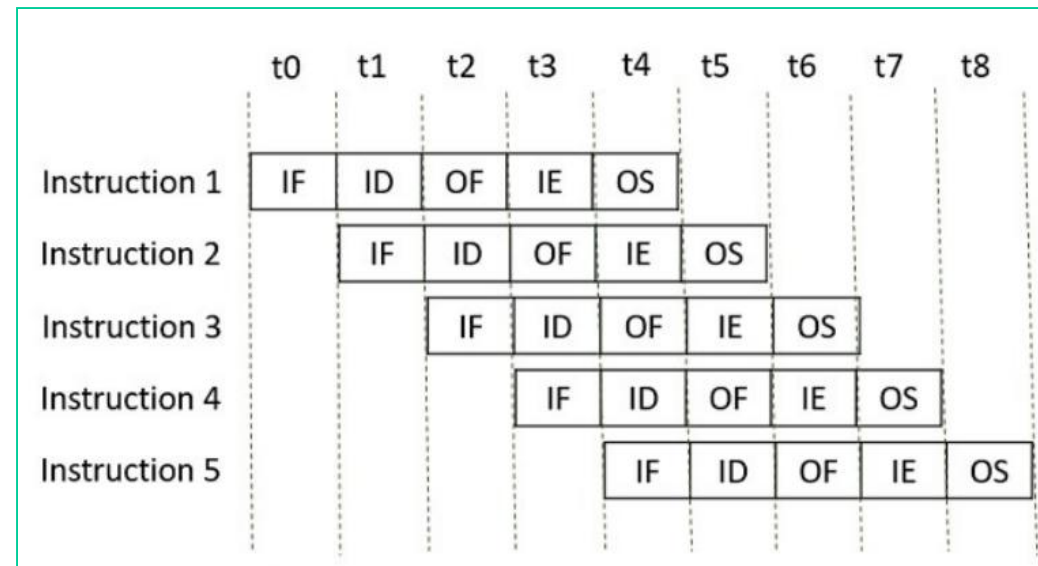 t0 t1 t2 t3 t4 t5 t6 t7 t8
Instruction 1 IF ID OF IE OS
Instruction 2 IF ID OF IE OS
Instruction 3 IF ID OF IE OS
Instruction 4 IF ID OF IE OS
Instruction 5 IF ID OF IE OS